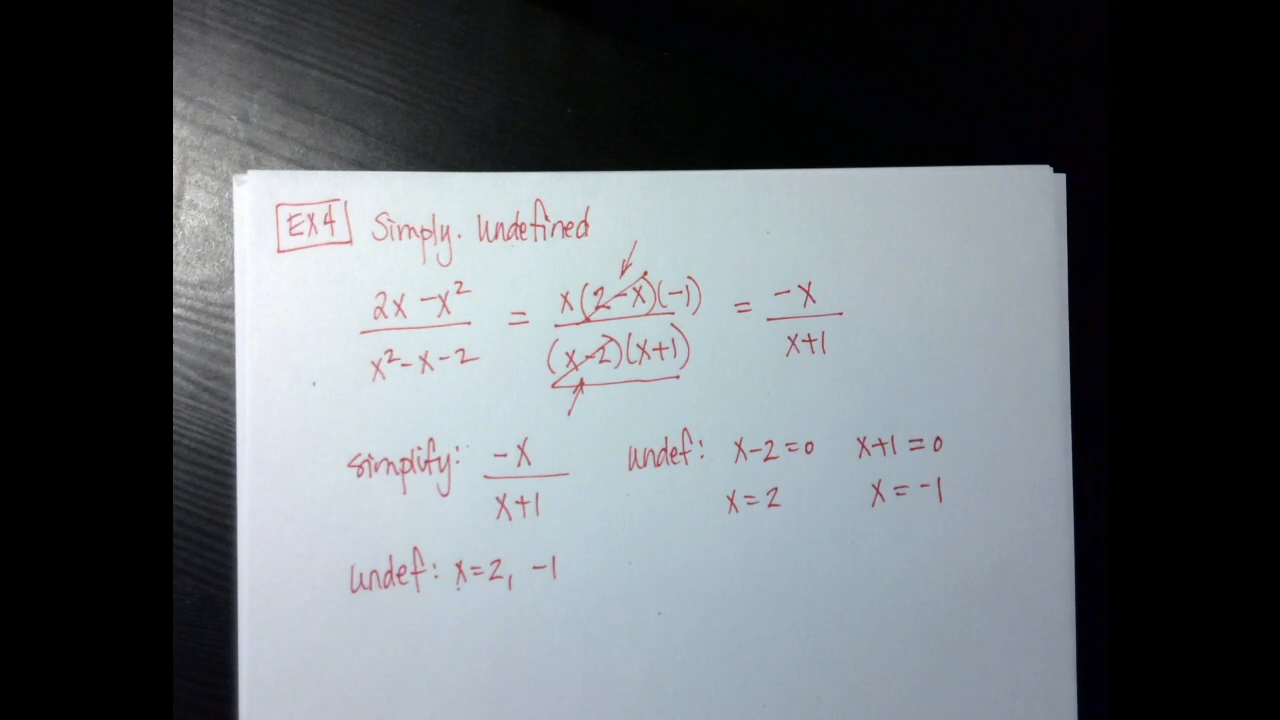 EX4 Simply. Undefined
2x - x² / x² - x - 2 = x(2-x)(-1) / (x-2)(x+1) = -x / x+1
simplify: -x / x+1 undef: x-2=0 x+1=0
x=2 x=-1
undef: x=2, -1